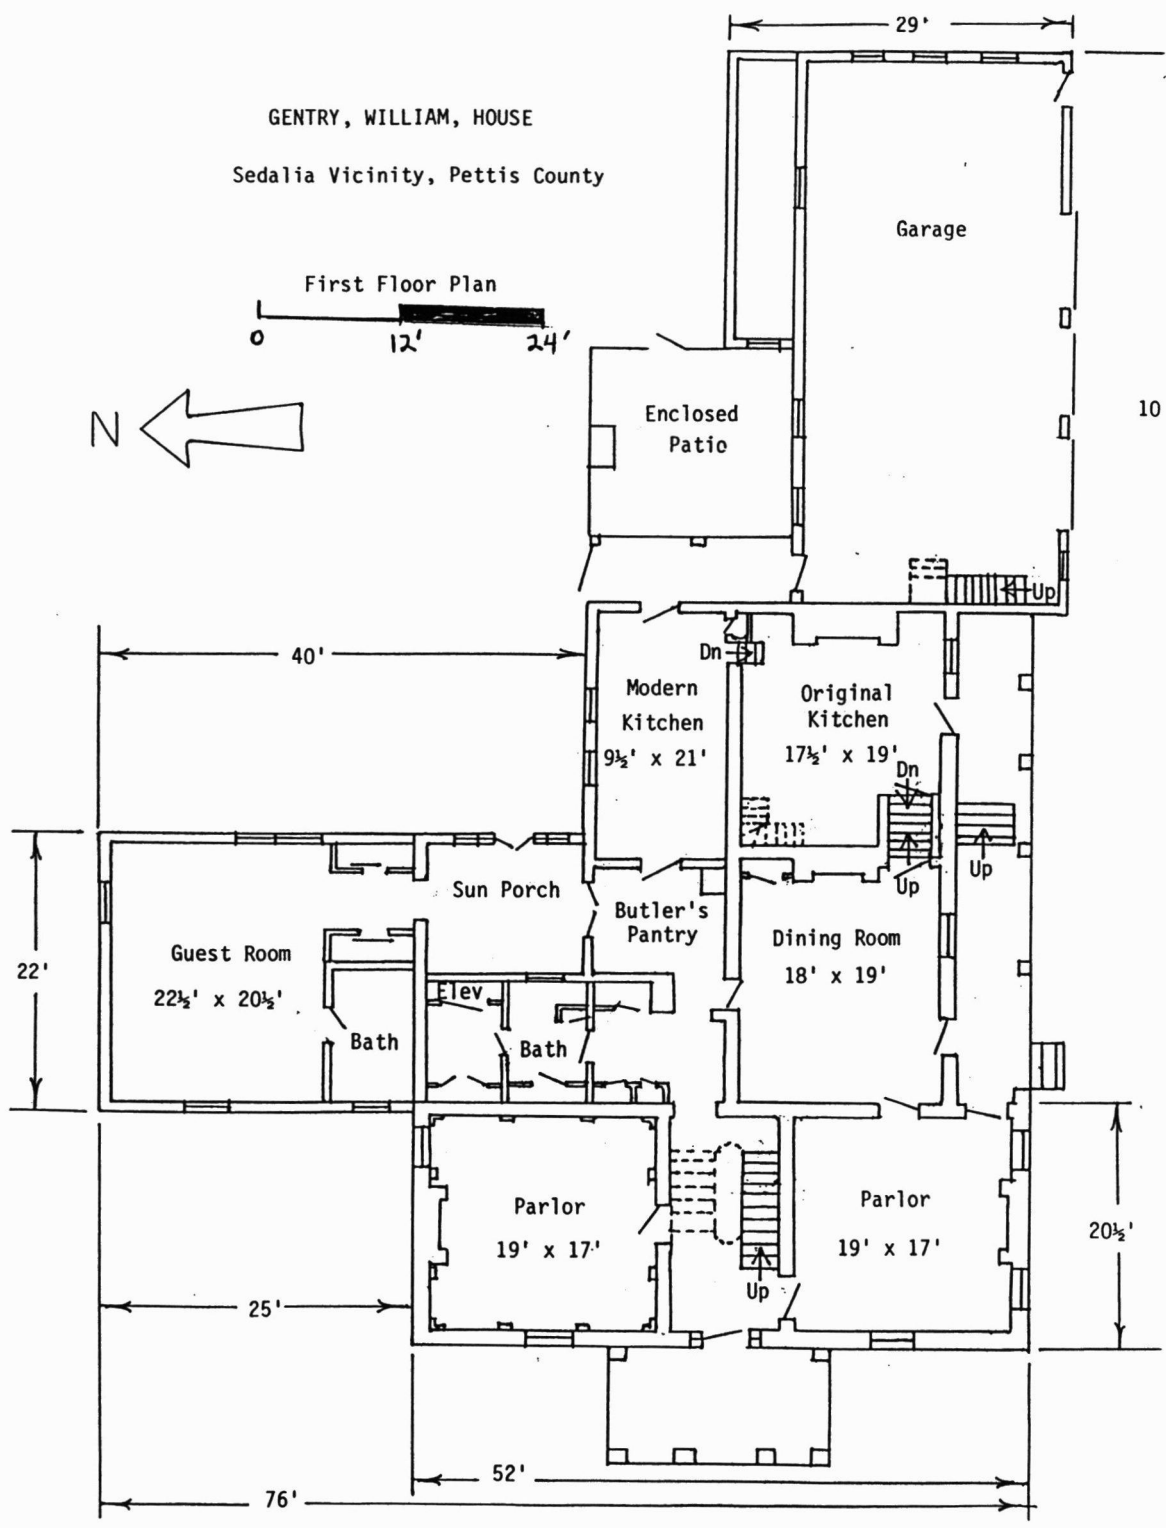 29'
GENTRY, WILLIAM, HOUSE
Sedalia Vicinity, Pettis County
Garage
First Floor Plan
0 12' 24'
N
Enclosed
Patio
10
Up
40'
Dn
Modern
Kitchen
9½' x 21'
Original
Kitchen
17½' x 19'
Dn
Up
Up
Sun Porch
Butler's
Pantry
Dining Room
18' x 19'
Guest Room
22½' x 20½'
22'
Elev
Bath
Bath
Parlor
19' x 17'
Parlor
19' x 17'
20½'
Up
25'
52'
76'